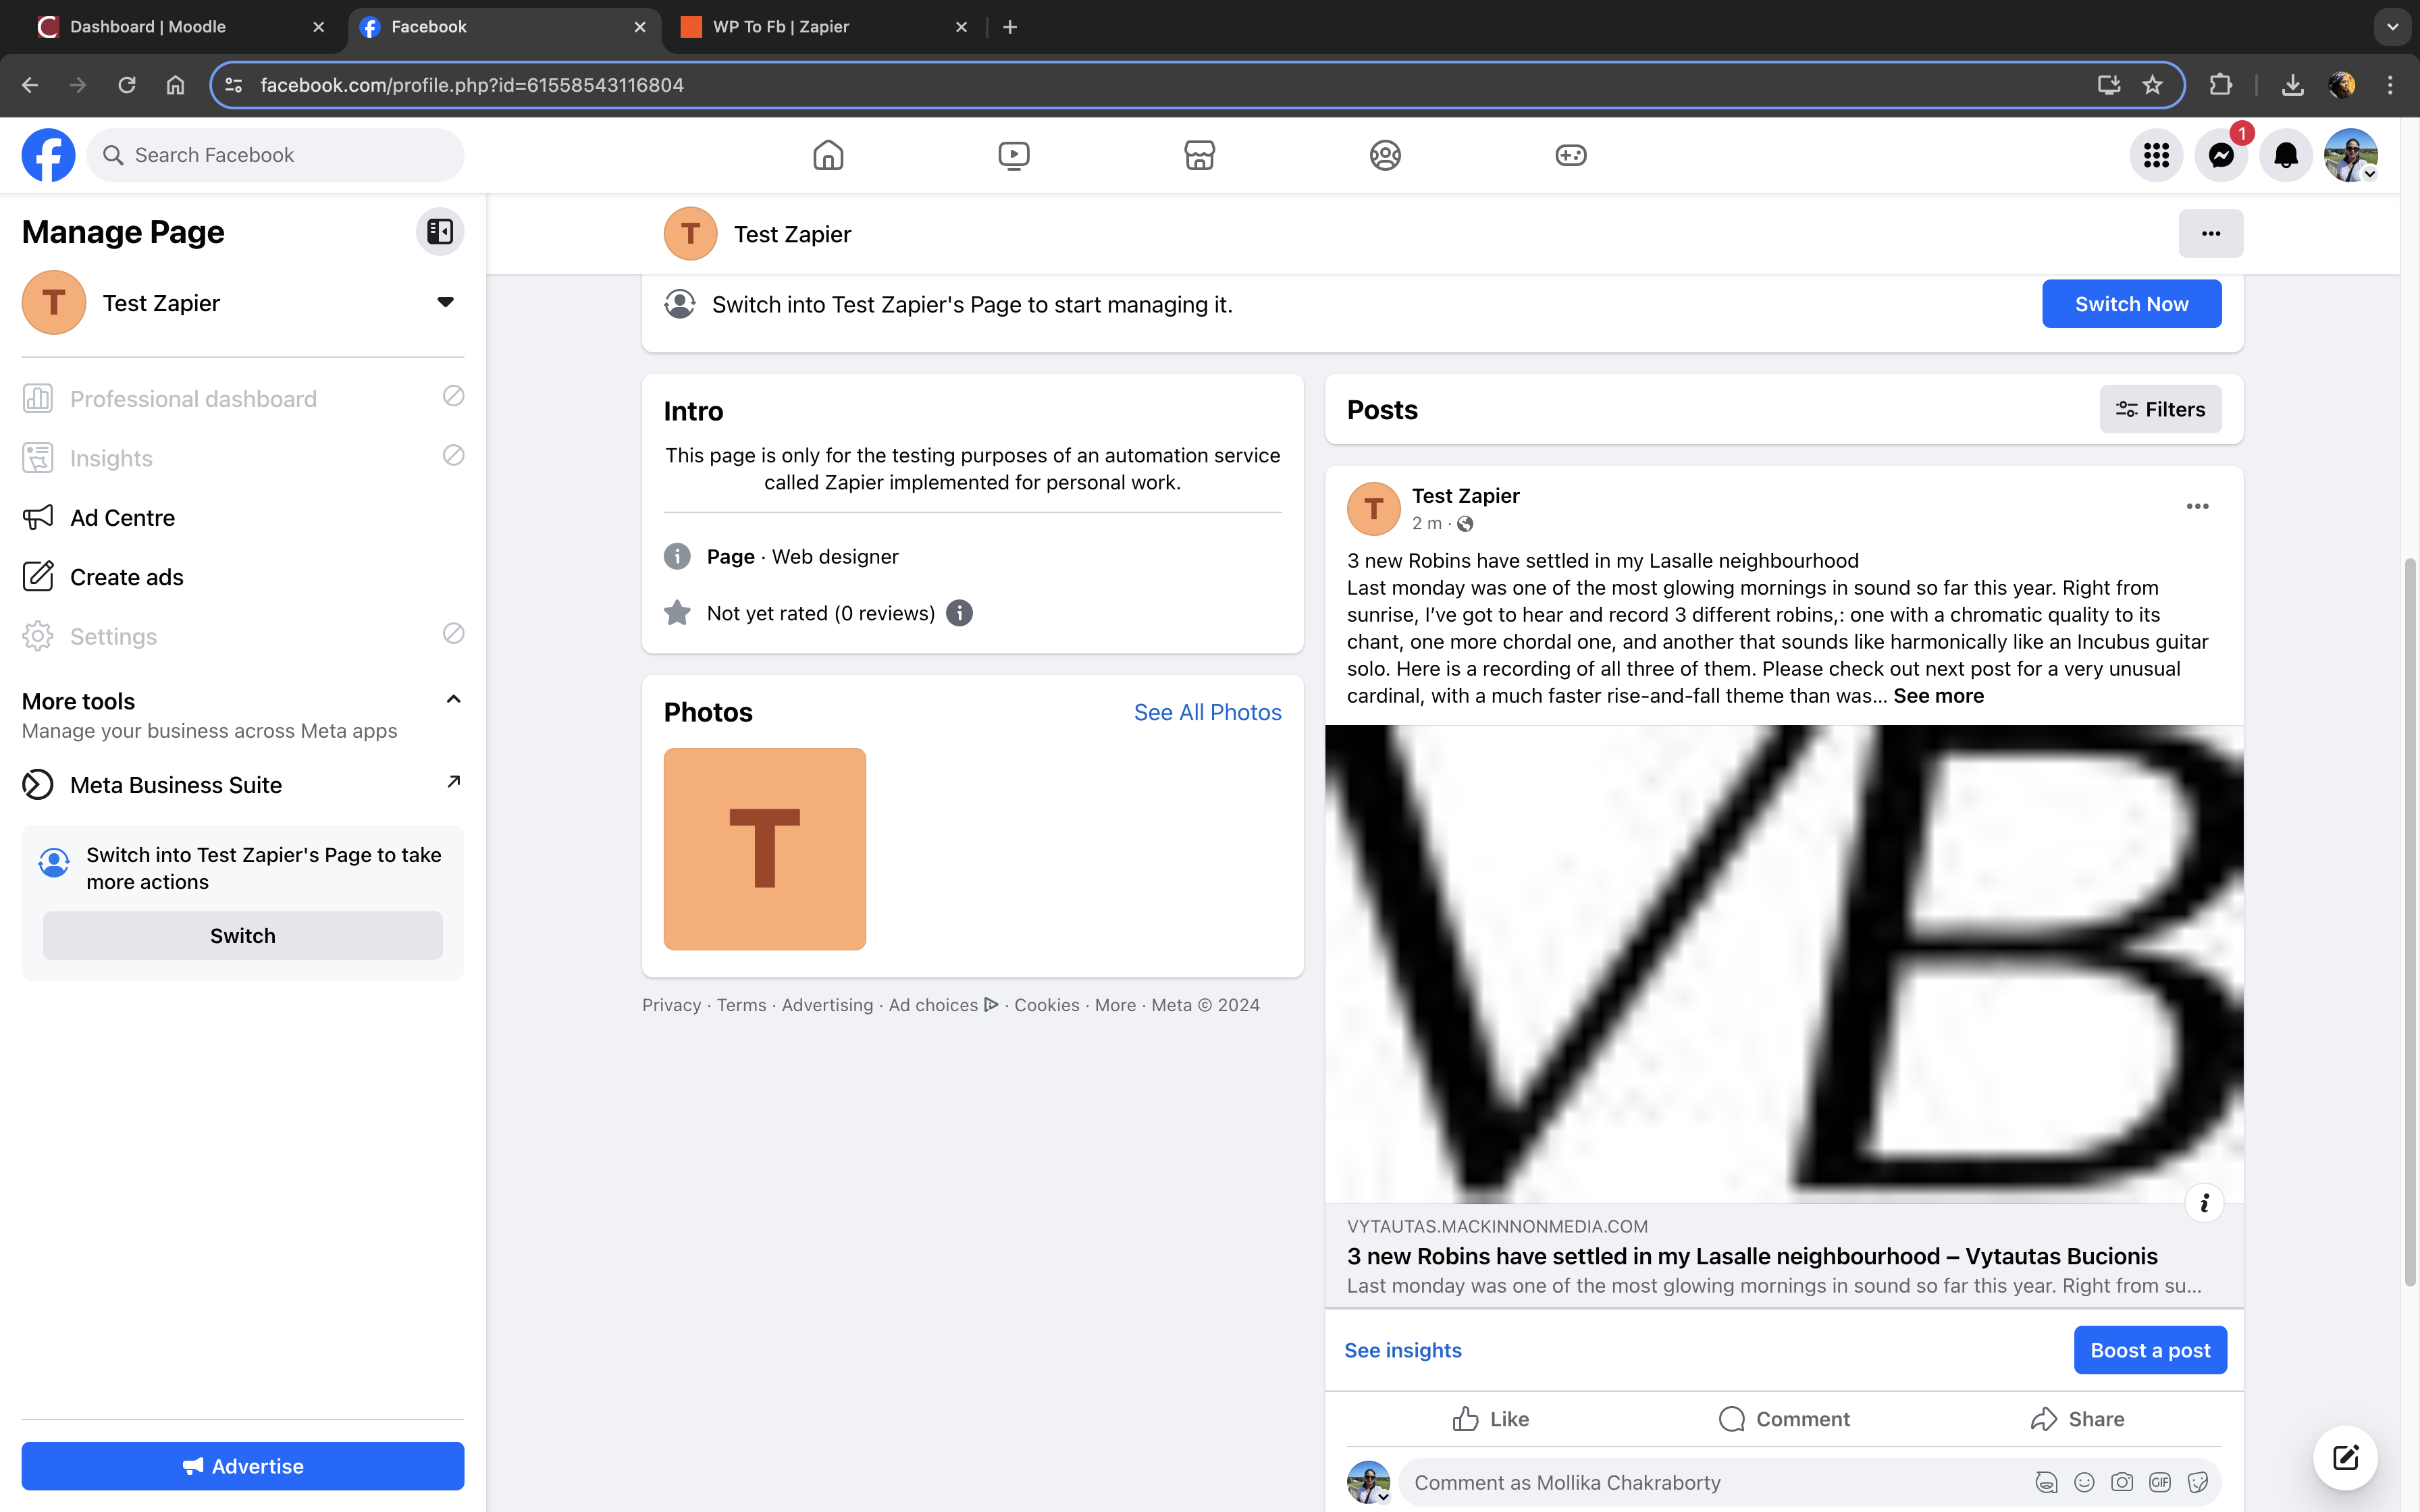 Dashboard | Moodle
Facebook
WP To Fb | Zapier
facebook.com/profile.php?id=61558543116804
Search Facebook
1
Manage Page
T
Test Zapier
Professional dashboard
Insights
Ad Centre
Create ads
Settings
More tools
Manage your business across Meta apps
Meta Business Suite
Switch into Test Zapier's Page to take
more actions
Switch
Advertise
T
Test Zapier
Switch into Test Zapier's Page to start managing it.
Switch Now
Intro
This page is only for the testing purposes of an automation service
called Zapier implemented for personal work.
Page · Web designer
Not yet rated (0 reviews)
Photos
See All Photos
T
Privacy · Terms · Advertising · Ad choices · Cookies · More · Meta © 2024
Posts
Filters
T
Test Zapier
2 m ·
3 new Robins have settled in my Lasalle neighbourhood
Last monday was one of the most glowing mornings in sound so far this year. Right from
sunrise, I’ve got to hear and record 3 different robins,: one with a chromatic quality to its
chant, one more chordal one, and another that sounds like harmonically like an Incubus guitar
solo. Here is a recording of all three of them. Please check out next post for a very unusual
cardinal, with a much faster rise-and-fall theme than was... See more
VB
VYTAUTAS.MACKINNONMEDIA.COM
3 new Robins have settled in my Lasalle neighbourhood – Vytautas Bucionis
Last monday was one of the most glowing mornings in sound so far this year. Right from su...
See insights
Boost a post
Like
Comment
Share
Comment as Mollika Chakraborty
GIF